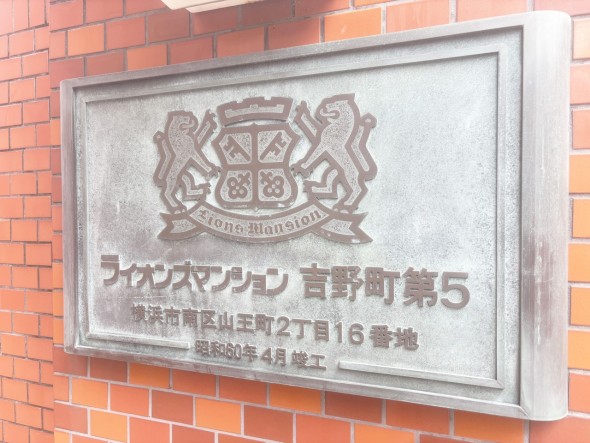 Lions Mansion
ライオンズマンション 吉野町第5
横浜市南区山王町2丁目16番地
昭和60年4月竣工